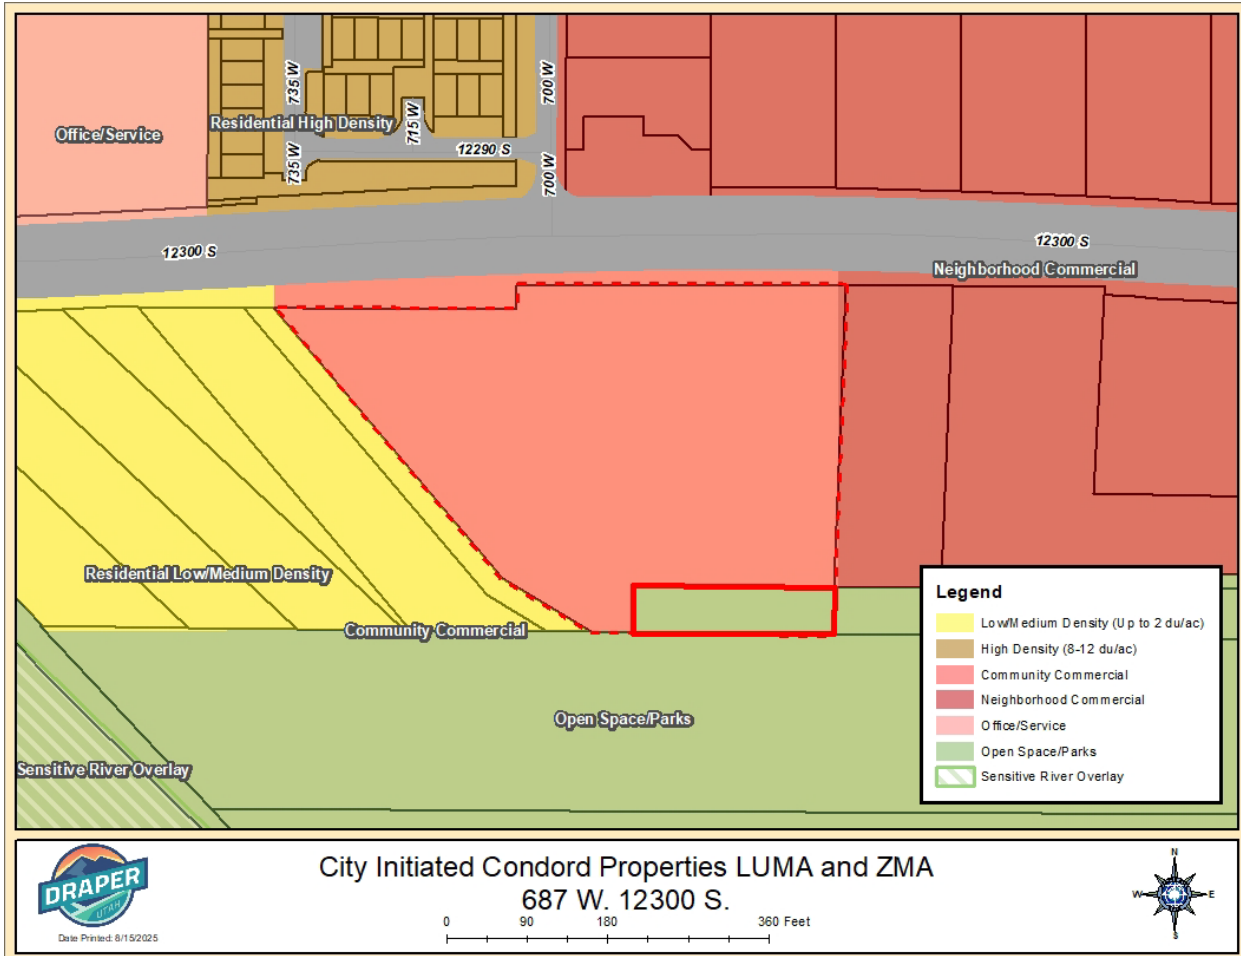 735 W
700 W
Office/Service
Residential High Density
715 W
735 W
12290 S
700 W
12300 S
12300 S
Neighborhood Commercial
Residential Low/Medium Density
Community Commercial
Open Space/Parks
Sensitive River Overlay
Legend
Low/Medium Density (Up to 2 du/ac)
High Density (8-12 du/ac)
Community Commercial
Neighborhood Commercial
Office/Service
Open Space/Parks
Sensitive River Overlay
DRAPER
UTAH
Date Printed: 8/15/2025
City Initiated Condord Properties LUMA and ZMA
687 W. 12300 S.
0 90 180 360 Feet
N
W E
S